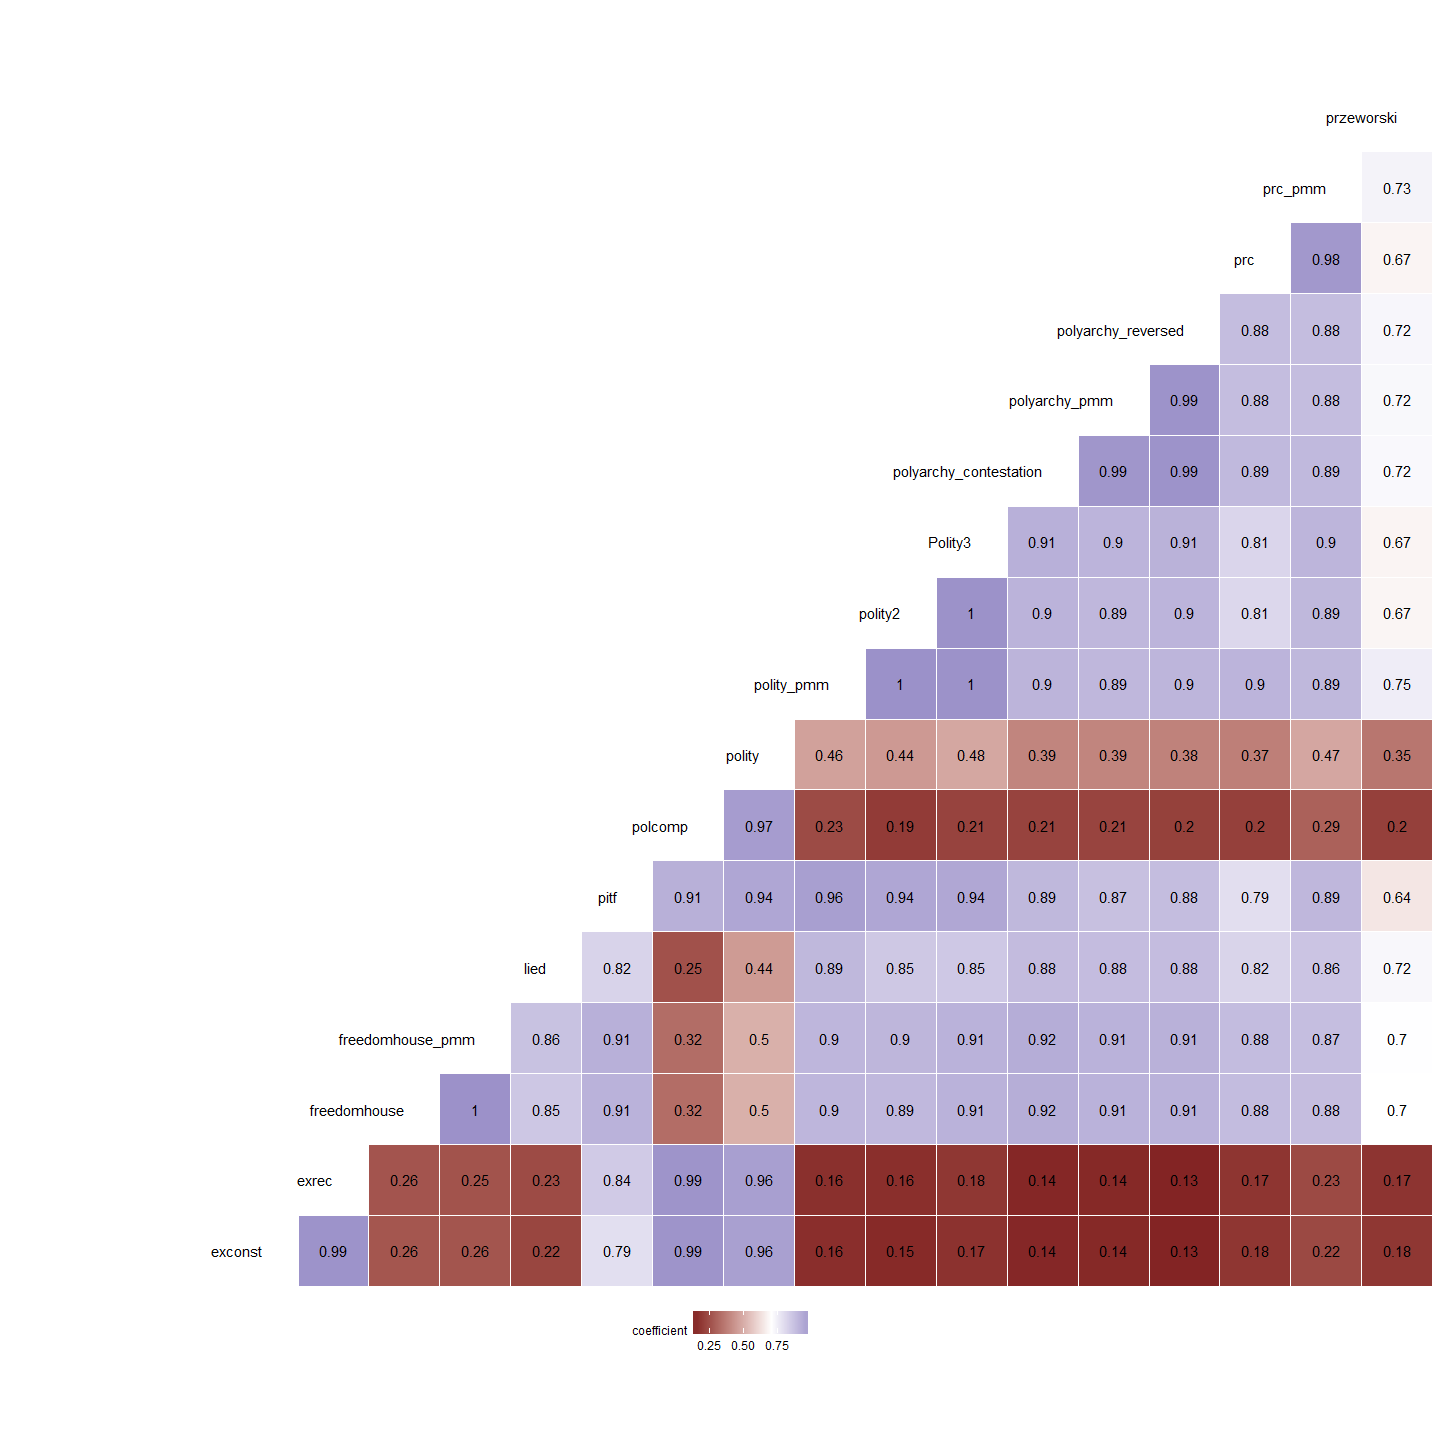 przeworski
prc_pmm 0.73
prc 0.98 0.67
polyarchy_reversed 0.88 0.88 0.72
polyarchy_pmm 0.99 0.88 0.88 0.72
polyarchy_contestation 0.99 0.99 0.89 0.89 0.72
Polity3 0.91 0.9 0.91 0.81 0.9 0.67
polity2 1 0.9 0.89 0.9 0.81 0.89 0.67
polity_pmm 1 1 0.9 0.89 0.9 0.9 0.89 0.75
polity 0.46 0.44 0.48 0.39 0.39 0.38 0.37 0.47 0.35
polcomp 0.97 0.23 0.19 0.21 0.21 0.21 0.2 0.2 0.29 0.2
pitf 0.91 0.94 0.96 0.94 0.94 0.89 0.87 0.88 0.79 0.89 0.64
lied 0.82 0.25 0.44 0.89 0.85 0.85 0.88 0.88 0.88 0.82 0.86 0.72
freedomhouse_pmm 0.86 0.91 0.32 0.5 0.9 0.9 0.91 0.92 0.91 0.91 0.88 0.87 0.7
freedomhouse 1 0.85 0.91 0.32 0.5 0.9 0.89 0.91 0.92 0.91 0.91 0.88 0.88 0.7
exrec 0.26 0.25 0.23 0.84 0.99 0.96 0.16 0.16 0.18 0.14 0.14 0.13 0.17 0.23 0.17
exconst 0.99 0.26 0.26 0.22 0.79 0.99 0.96 0.16 0.15 0.17 0.14 0.14 0.13 0.18 0.22 0.18
coefficient
0.25 0.50 0.75